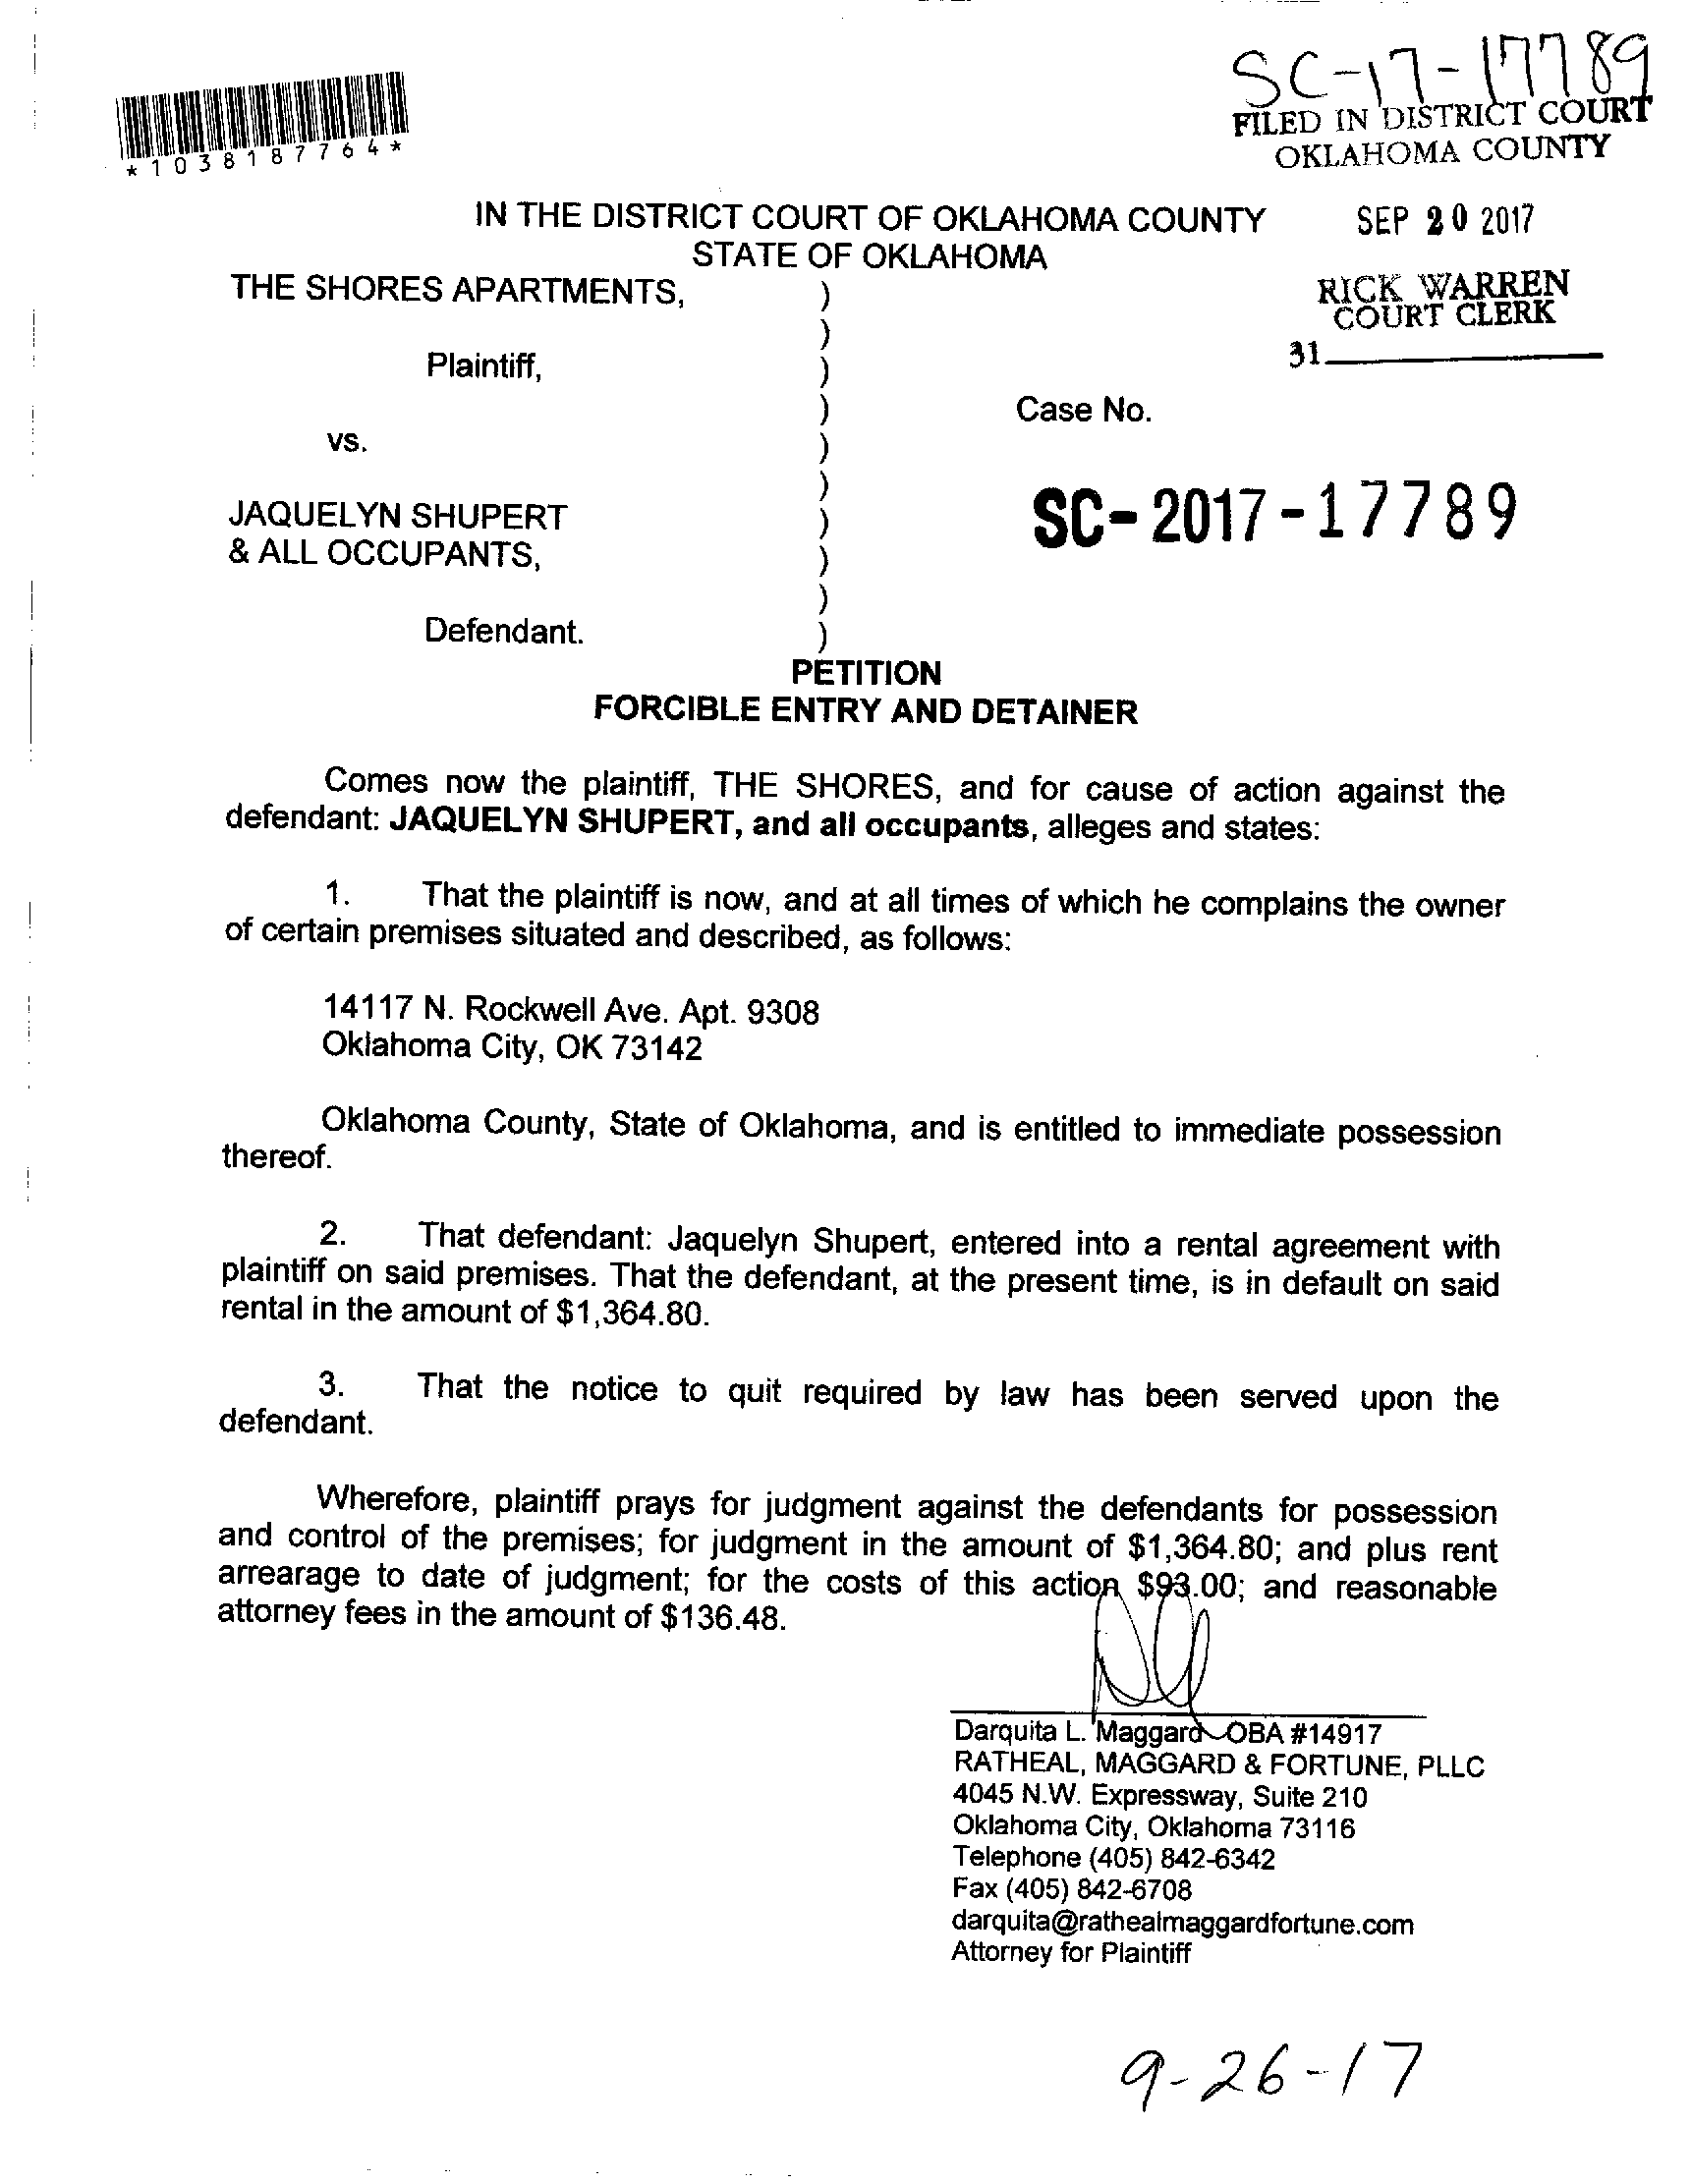 SC-17-17789
FILED IN DISTRICT COURT
OKLAHOMA COUNTY
*1038187764*
IN THE DISTRICT COURT OF OKLAHOMA COUNTY
STATE OF OKLAHOMA
SEP 20 2017
RICK WARREN
COURT CLERK
31
THE SHORES APARTMENTS, )
)
Plaintiff, )
) Case No.
vs. )
)
JAQUELYN SHUPERT ) SC-2017-17789
& ALL OCCUPANTS, )
)
Defendant. )
PETITION
FORCIBLE ENTRY AND DETAINER
Comes now the plaintiff, THE SHORES, and for cause of action against the
defendant: JAQUELYN SHUPERT, and all occupants, alleges and states:
1. That the plaintiff is now, and at all times of which he complains the owner
of certain premises situated and described, as follows:
14117 N. Rockwell Ave. Apt. 9308
Oklahoma City, OK 73142
Oklahoma County, State of Oklahoma, and is entitled to immediate possession
thereof.
2. That defendant: Jaquelyn Shupert, entered into a rental agreement with
plaintiff on said premises. That the defendant, at the present time, is in default on said
rental in the amount of $1,364.80.
3. That the notice to quit required by law has been served upon the
defendant.
Wherefore, plaintiff prays for judgment against the defendants for possession
and control of the premises; for judgment in the amount of $1,364.80; and plus rent
arrearage to date of judgment; for the costs of this action $93.00; and reasonable
attorney fees in the amount of $136.48.
Darquita L. Maggard OBA #14917
RATHEAL, MAGGARD & FORTUNE, PLLC
4045 N.W. Expressway, Suite 210
Oklahoma City, Oklahoma 73116
Telephone (405) 842-6342
Fax (405) 842-6708
darquita@rathealmaggardfortune.com
Attorney for Plaintiff
9-26-17